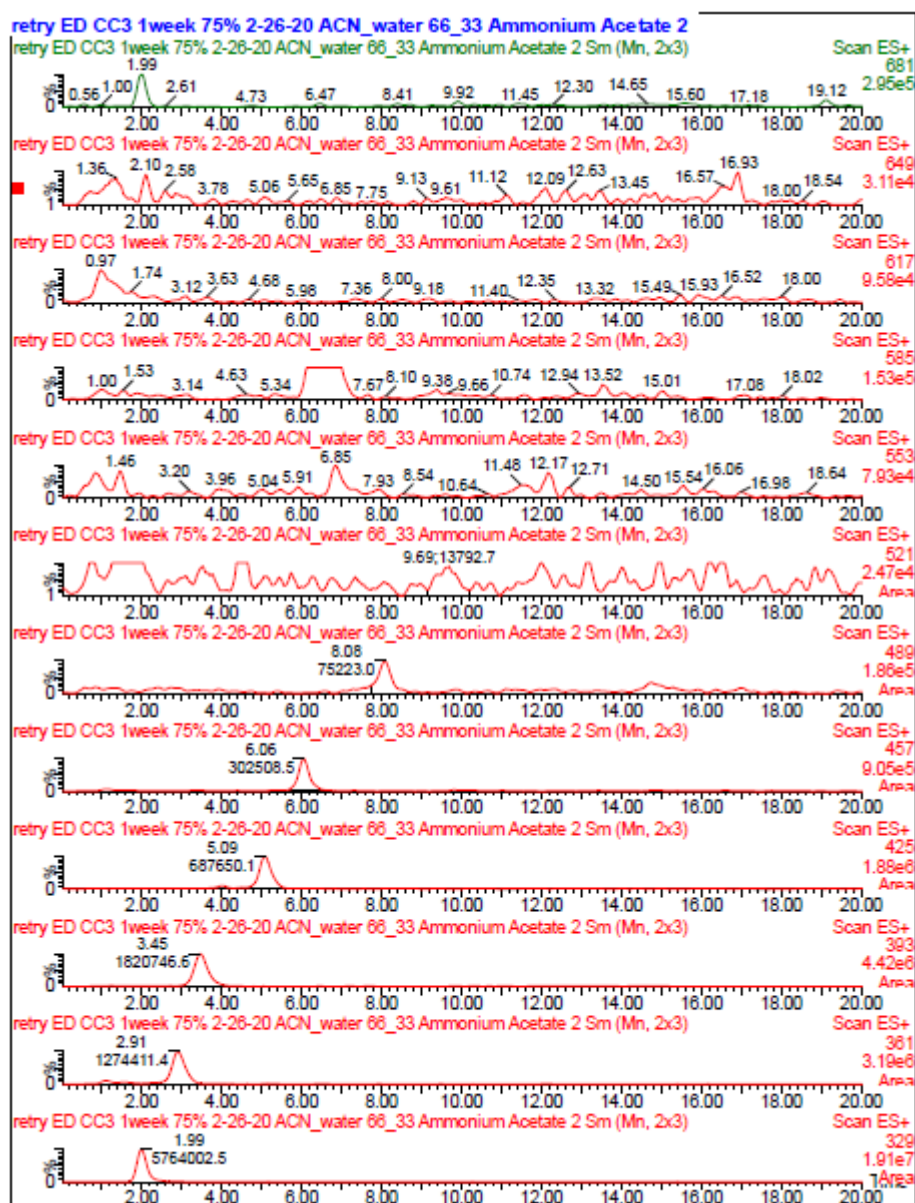 retry ED CC3 1week 75% 2-26-20 ACN_water 66_33 Ammonium Acetate 2
retry ED CC3 1week 75% 2-26-20 ACN_water 66_33 Ammonium Acetate 2 Sm (Mn, 2x3) Scan ES+
681
2.95e5
1.99
0.56 1.00 2.61 4.73 6.47 8.41 9.92 11.45 12.30 14.65 15.60 17.18 19.12
% 0
2.00 4.00 6.00 8.00 10.00 12.00 14.00 16.00 18.00 20.00
retry ED CC3 1week 75% 2-26-20 ACN_water 66_33 Ammonium Acetate 2 Sm (Mn, 2x3) Scan ES+
649
3.11e4
1.36 2.10 2.58 3.78 5.06 5.65 6.85 7.75 9.13 9.61 11.12 12.09 12.63 13.45 16.57 16.93 18.00 18.54
% 1
2.00 4.00 6.00 8.00 10.00 12.00 14.00 16.00 18.00 20.00
retry ED CC3 1week 75% 2-26-20 ACN_water 66_33 Ammonium Acetate 2 Sm (Mn, 2x3) Scan ES+
617
9.58e4
0.97 1.74 3.12 3.63 4.68 5.98 7.36 8.00 9.18 11.40 12.35 13.32 15.49 15.93 16.52 18.00
% 0
2.00 4.00 6.00 8.00 10.00 12.00 14.00 16.00 18.00 20.00
retry ED CC3 1week 75% 2-26-20 ACN_water 66_33 Ammonium Acetate 2 Sm (Mn, 2x3) Scan ES+
585
1.53e5
1.00 1.53 3.14 4.63 5.34 7.67 8.10 9.38 9.66 10.74 12.94 13.52 15.01 17.08 18.02
% 0
2.00 4.00 6.00 8.00 10.00 12.00 14.00 16.00 18.00 20.00
retry ED CC3 1week 75% 2-26-20 ACN_water 66_33 Ammonium Acetate 2 Sm (Mn, 2x3) Scan ES+
553
7.93e4
1.46 3.20 3.96 5.04 5.91 6.85 7.93 8.54 10.64 11.48 12.17 12.71 14.50 15.54 16.06 16.98 18.64
% 0
2.00 4.00 6.00 8.00 10.00 12.00 14.00 16.00 18.00 20.00
retry ED CC3 1week 75% 2-26-20 ACN_water 66_33 Ammonium Acetate 2 Sm (Mn, 2x3) Scan ES+
521
2.47e4
Area
9.69;13792.7
% 1
2.00 4.00 6.00 8.00 10.00 12.00 14.00 16.00 18.00 20.00
retry ED CC3 1week 75% 2-26-20 ACN_water 66_33 Ammonium Acetate 2 Sm (Mn, 2x3) Scan ES+
489
1.86e5
Area
8.08
75223.0
% 0
2.00 4.00 6.00 8.00 10.00 12.00 14.00 16.00 18.00 20.00
retry ED CC3 1week 75% 2-26-20 ACN_water 66_33 Ammonium Acetate 2 Sm (Mn, 2x3) Scan ES+
457
9.05e5
Area
6.06
302508.5
% 0
2.00 4.00 6.00 8.00 10.00 12.00 14.00 16.00 18.00 20.00
retry ED CC3 1week 75% 2-26-20 ACN_water 66_33 Ammonium Acetate 2 Sm (Mn, 2x3) Scan ES+
425
1.88e6
Area
5.09
687650.1
% 0
2.00 4.00 6.00 8.00 10.00 12.00 14.00 16.00 18.00 20.00
retry ED CC3 1week 75% 2-26-20 ACN_water 66_33 Ammonium Acetate 2 Sm (Mn, 2x3) Scan ES+
393
4.42e6
Area
3.45
1820746.6
% 0
2.00 4.00 6.00 8.00 10.00 12.00 14.00 16.00 18.00 20.00
retry ED CC3 1week 75% 2-26-20 ACN_water 66_33 Ammonium Acetate 2 Sm (Mn, 2x3) Scan ES+
361
3.19e6
Area
2.91
1274411.4
% 0
2.00 4.00 6.00 8.00 10.00 12.00 14.00 16.00 18.00 20.00
retry ED CC3 1week 75% 2-26-20 ACN_water 66_33 Ammonium Acetate 2 Sm (Mn, 2x3) Scan ES+
329
1.91e7
Area
1.99
5764002.5
% 0
2.00 4.00 6.00 8.00 10.00 12.00 14.00 16.00 18.00 20.00